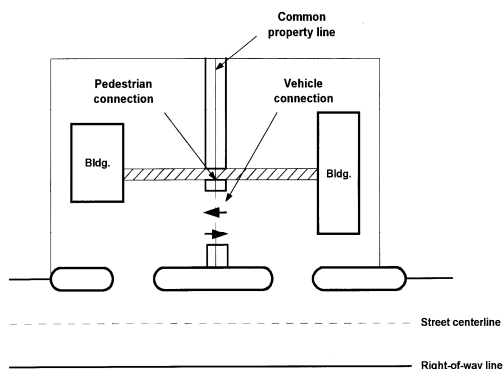 Common
property line
Pedestrian
connection
Vehicle
connection
Bldg.
Bldg.
Street centerline
Right-of-way line